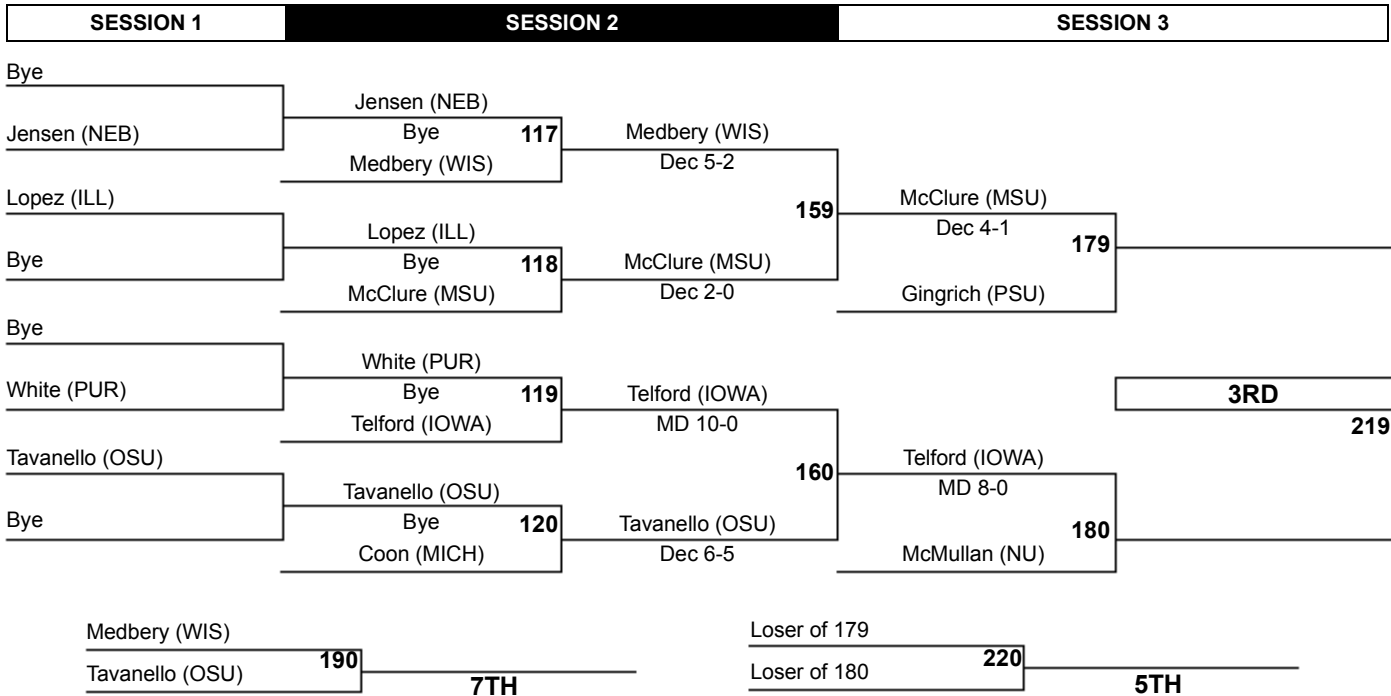 SESSION 1 SESSION 2 SESSION 3
Bye
Jensen (NEB)
Jensen (NEB)
Bye 117
Medbery (WIS)
Medbery (WIS)
Dec 5-2
Lopez (ILL)
Bye
Lopez (ILL)
Bye 118
McClure (MSU)
McClure (MSU)
Dec 2-0
159
McClure (MSU)
Dec 4-1
179
Gingrich (PSU)
Bye
White (PUR)
White (PUR)
Bye 119
Telford (IOWA)
Telford (IOWA)
MD 10-0
Tavanello (OSU)
Bye
Tavanello (OSU)
Bye 120
Coon (MICH)
Tavanello (OSU)
Dec 6-5
160
Telford (IOWA)
MD 8-0
180
McMullan (NU)
3RD
219
Medbery (WIS)
190
Tavanello (OSU)
7TH
Loser of 179
220
Loser of 180
5TH